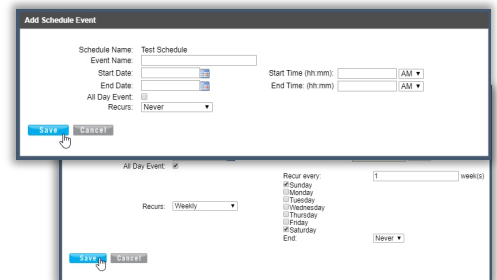 Add Schedule Event
Schedule Name: Test Schedule
Event Name:
Start Date: Start Time (hh:mm): AM
End Date: End Time: (hh:mm) AM
All Day Event:
Recurs: Never
Save Cancel
All Day Event:
Recur every: 1 week(s)
Sunday
Monday
Tuesday
Recurs: Weekly Wednesday
Thursday
Friday
Saturday
End: Never
Save Cancel